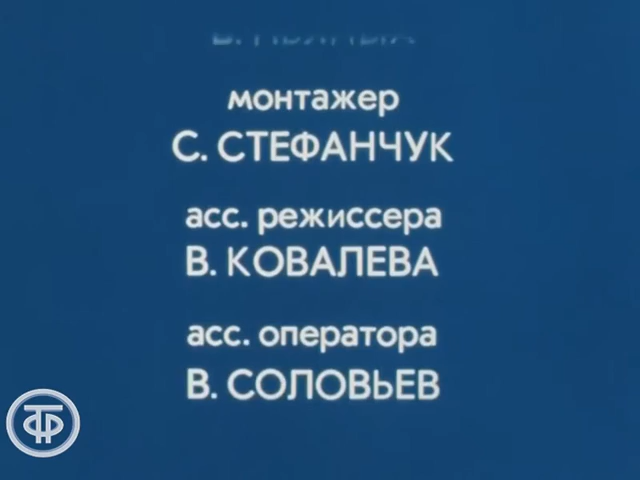 монтажер
С. СТЕФАНЧУК
асс. режиссера
В. КОВАЛЕВА
асс. оператора
В. СОЛОВЬЕВ